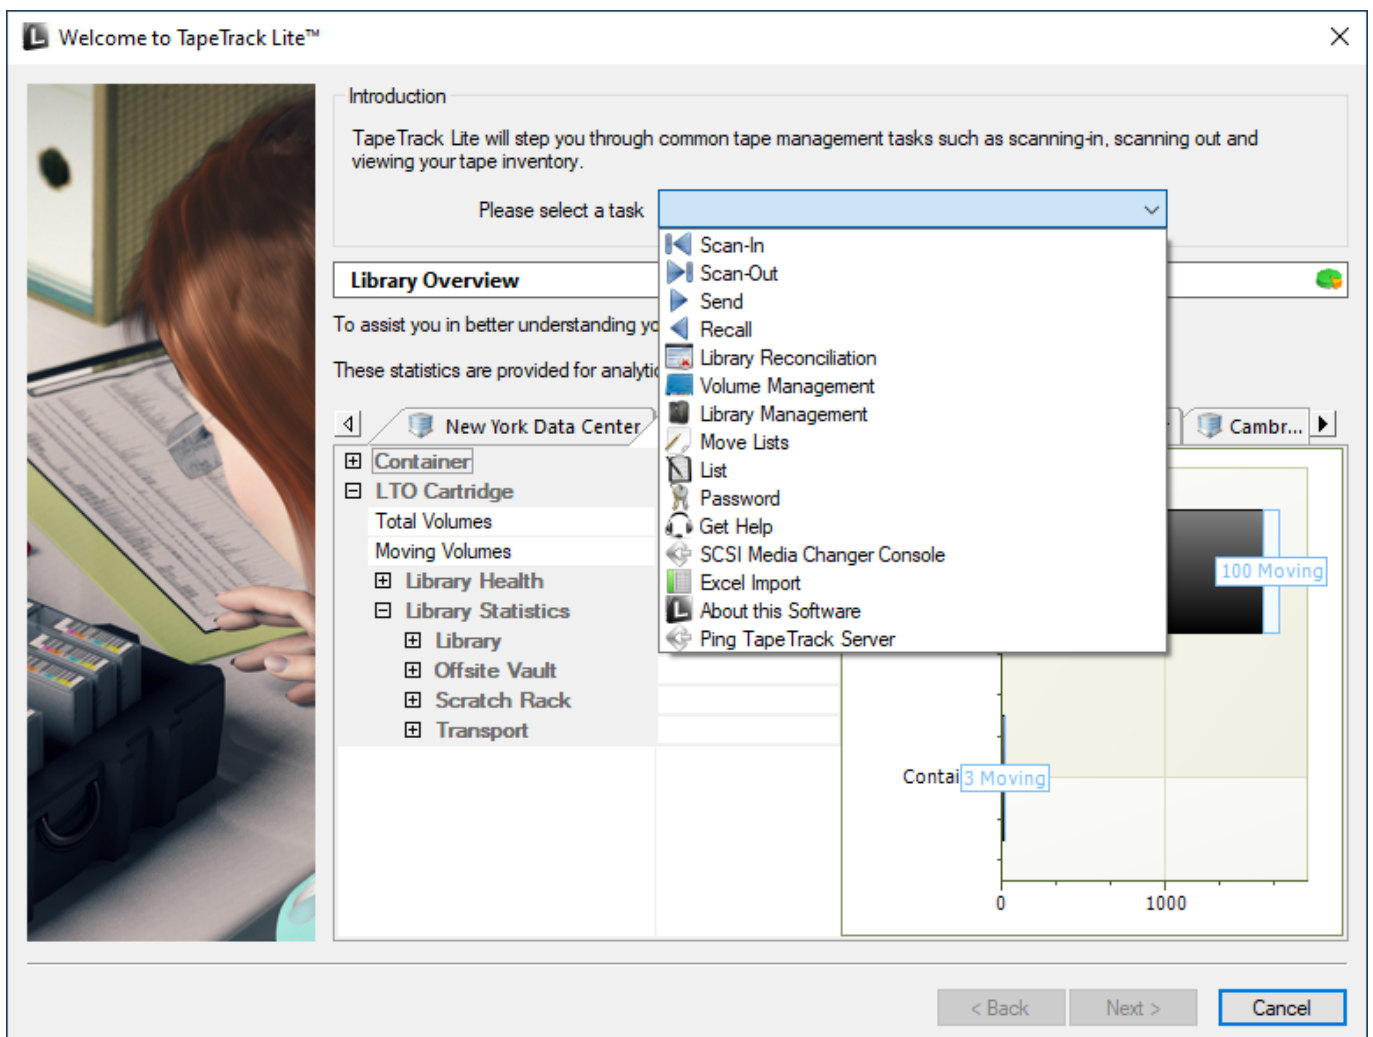 Welcome to TapeTrack Lite™
Introduction
TapeTrack Lite will step you through common tape management tasks such as scanning-in, scanning out and
viewing your tape inventory.
Please select a task
Scan-In
Scan-Out
Send
Recall
Library Reconciliation
Volume Management
Library Management
Move Lists
List
Password
Get Help
SCSI Media Changer Console
Excel Import
About this Software
Ping TapeTrack Server
Library Overview
To assist you in better understanding
These statistics are provided for
New York Data Center
Cambr...
Container
LTO Cartridge
Total Volumes
Moving Volumes
Library Health
Library Statistics
Library
Offsite Vault
Scratch Rack
Transport
100 Moving
Contai
3 Moving
0
1000
< Back
Next >
Cancel